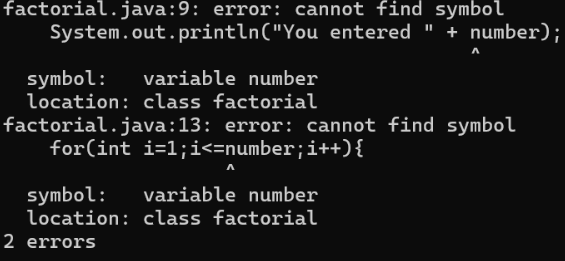 factorial.java:9: error: cannot find symbol
    System.out.println("You entered " + number);
                                        ^
  symbol:   variable number
  location: class factorial
factorial.java:13: error: cannot find symbol
    for(int i=1;i<=number;i++){
                   ^
  symbol:   variable number
  location: class factorial
2 errors